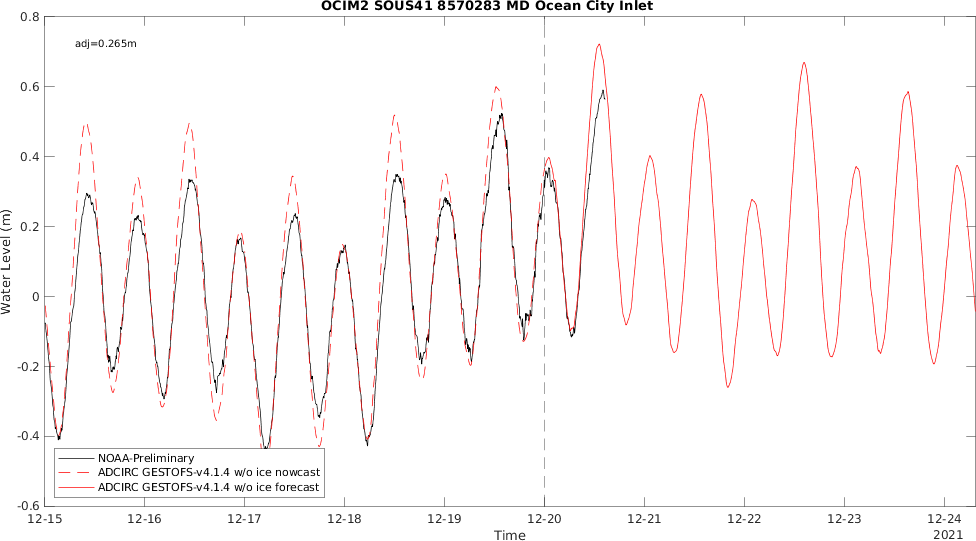 OCIM2 SOUS41 8570283 MD Ocean City Inlet
adj=0.265m
Water Level (m)
0.8
0.6
0.4
0.2
0
-0.2
-0.4
-0.6
NOAA-Preliminary
ADCIRC GESTOFS-v4.1.4 w/o ice nowcast
ADCIRC GESTOFS-v4.1.4 w/o ice forecast
12-15 12-16 12-17 12-18 12-19 12-20 12-21 12-22 12-23 12-24
Time
2021